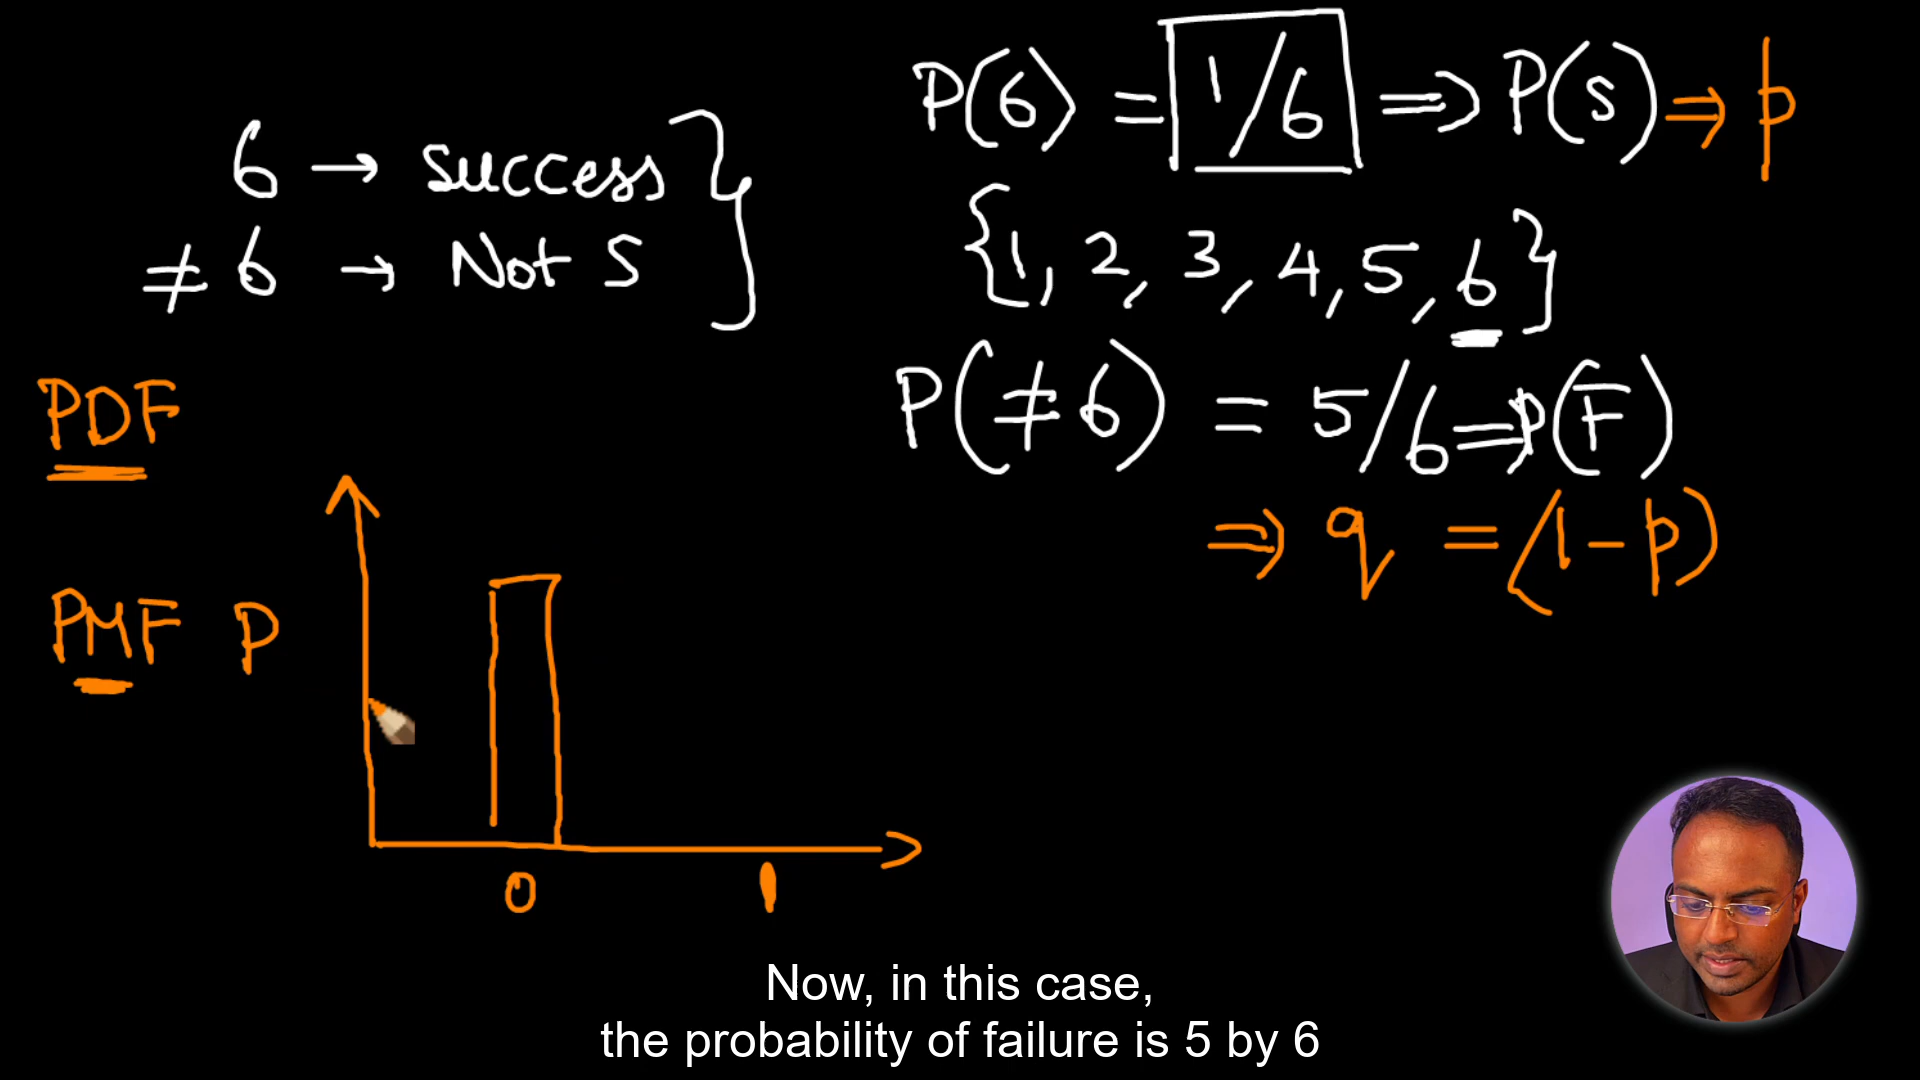 P(6) = 1/6 ⇒ P(S) ⇒ p
6 → success
≠ 6 → Not S
{1, 2, 3, 4, 5, 6}
P(≠6) = 5/6 ⇒ P(F)
⇒ q = (1-p)
PDF
PMF P
0 1
Now, in this case,
the probability of failure is 5 by 6